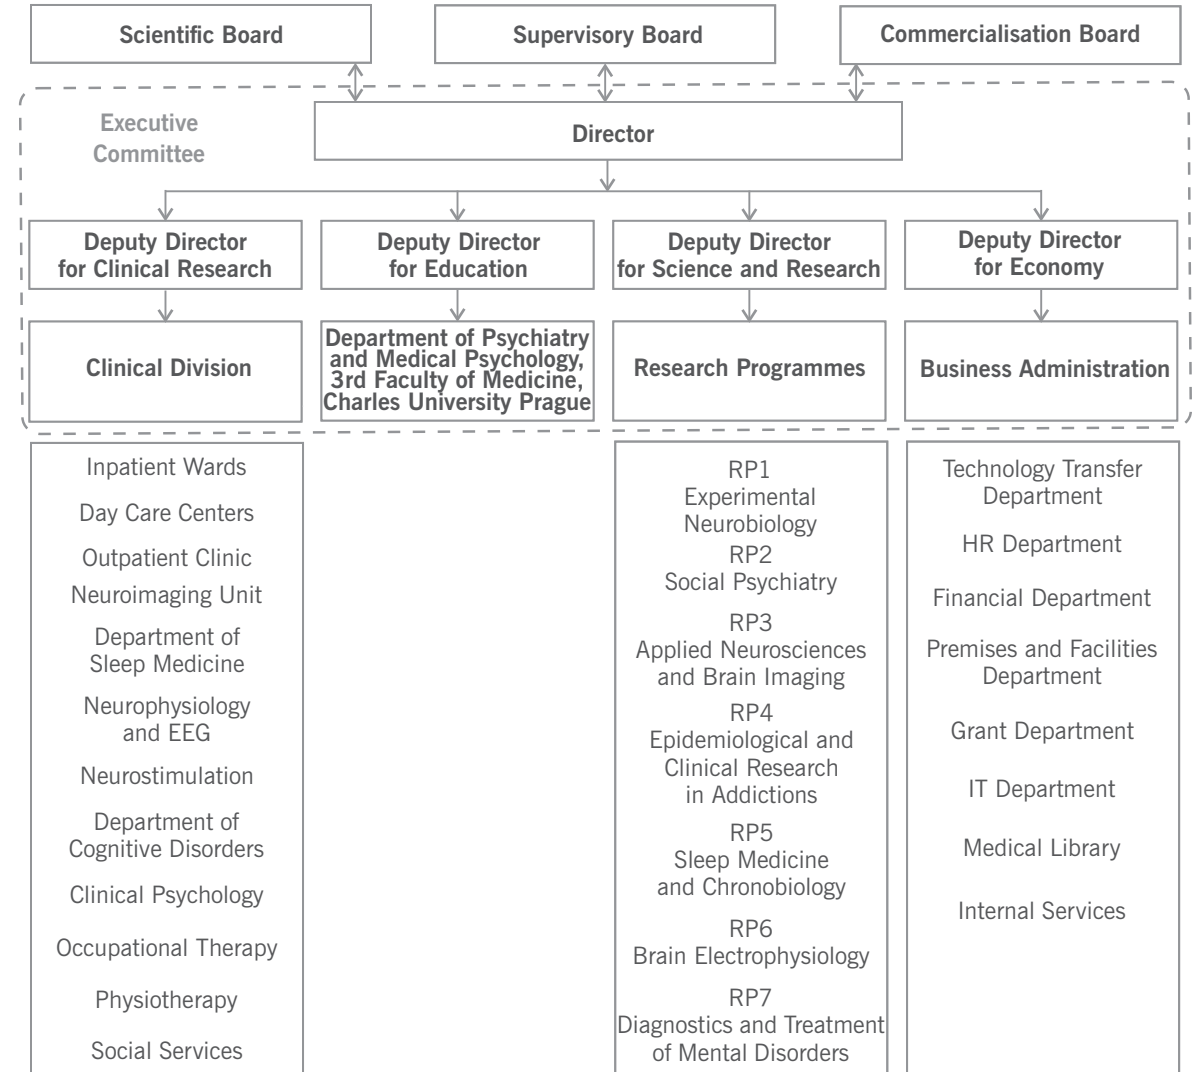 Scientific Board
Supervisory Board
Commercialisation Board
Executive
Committee
Director
Deputy Director
for Clinical Research
Deputy Director
for Education
Deputy Director
for Science and Research
Deputy Director
for Economy
Clinical Division
Department of Psychiatry
and Medical Psychology,
3rd Faculty of Medicine,
Charles University Prague
Research Programmes
Business Administration
Inpatient Wards
Day Care Centers
Outpatient Clinic
Neuroimaging Unit
Department of
Sleep Medicine
Neurophysiology
and EEG
Neurostimulation
Department of
Cognitive Disorders
Clinical Psychology
Occupational Therapy
Physiotherapy
Social Services
RP1
Experimental
Neurobiology
RP2
Social Psychiatry
RP3
Applied Neurosciences
and Brain Imaging
RP4
Epidemiological and
Clinical Research
in Addictions
RP5
Sleep Medicine
and Chronobiology
RP6
Brain Electrophysiology
RP7
Diagnostics and Treatment
of Mental Disorders
Technology Transfer
Department
HR Department
Financial Department
Premises and Facilities
Department
Grant Department
IT Department
Medical Library
Internal Services